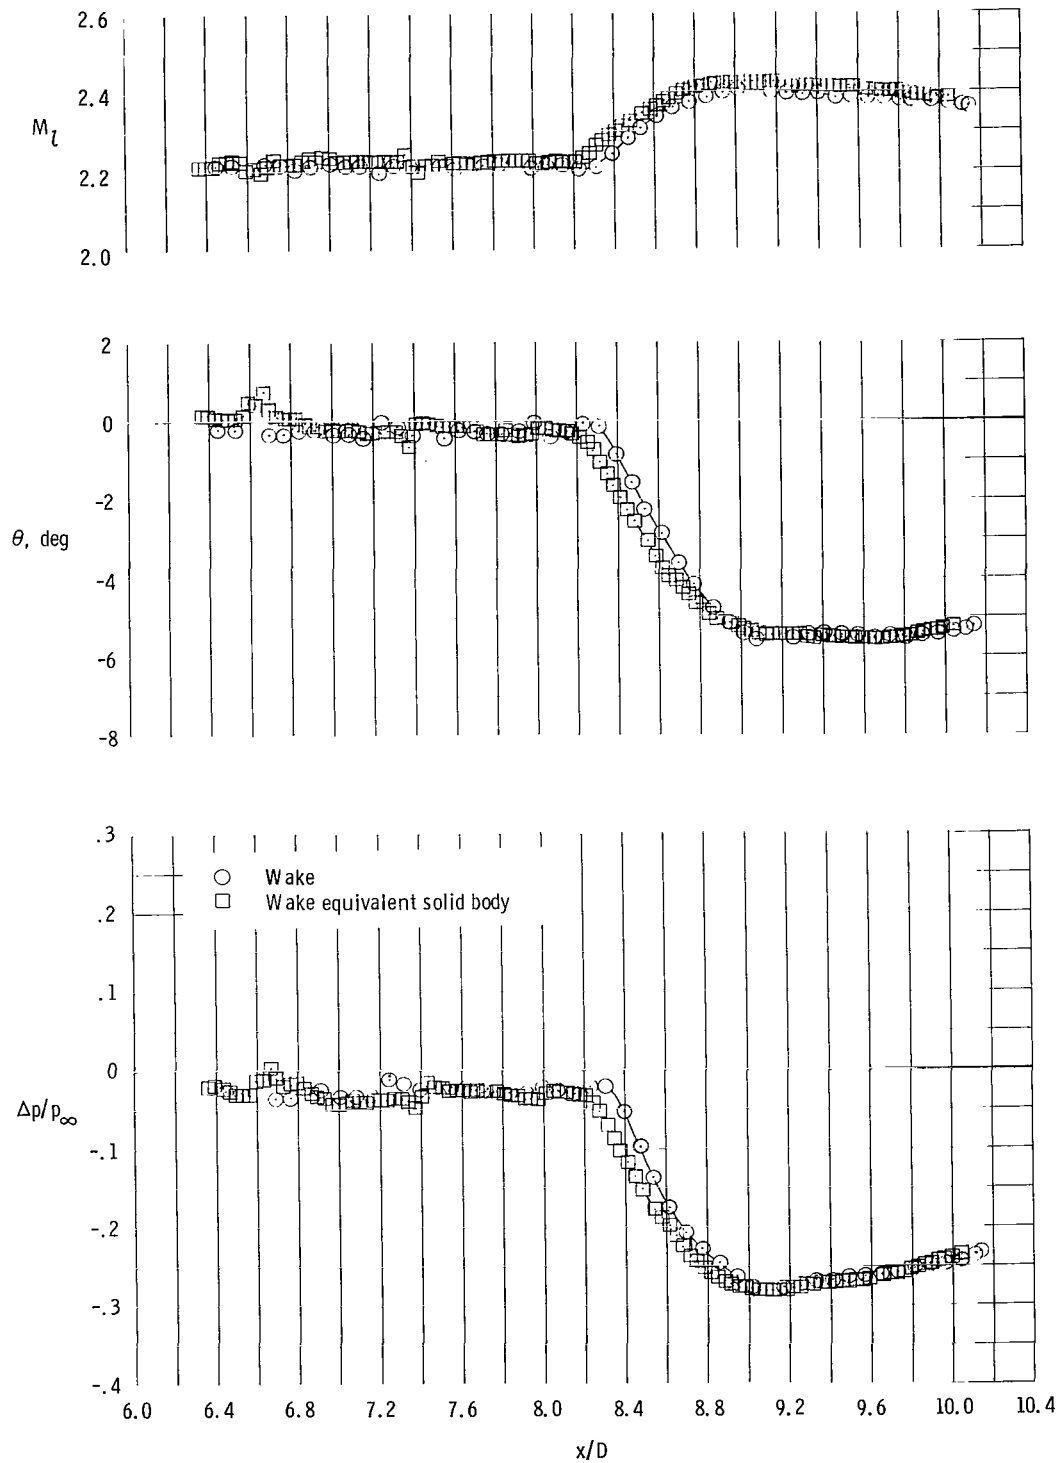 2.6
2.4
M_l
2.2
2.0
2
0
-2
θ, deg
-4
-6
-8
.3
Wake
Wake equivalent solid body
.2
.1
0
Δp/p∞
-.1
-.2
-.3
-.4
6.0 6.4 6.8 7.2 7.6 8.0 8.4 8.8 9.2 9.6 10.0 10.4
x/D